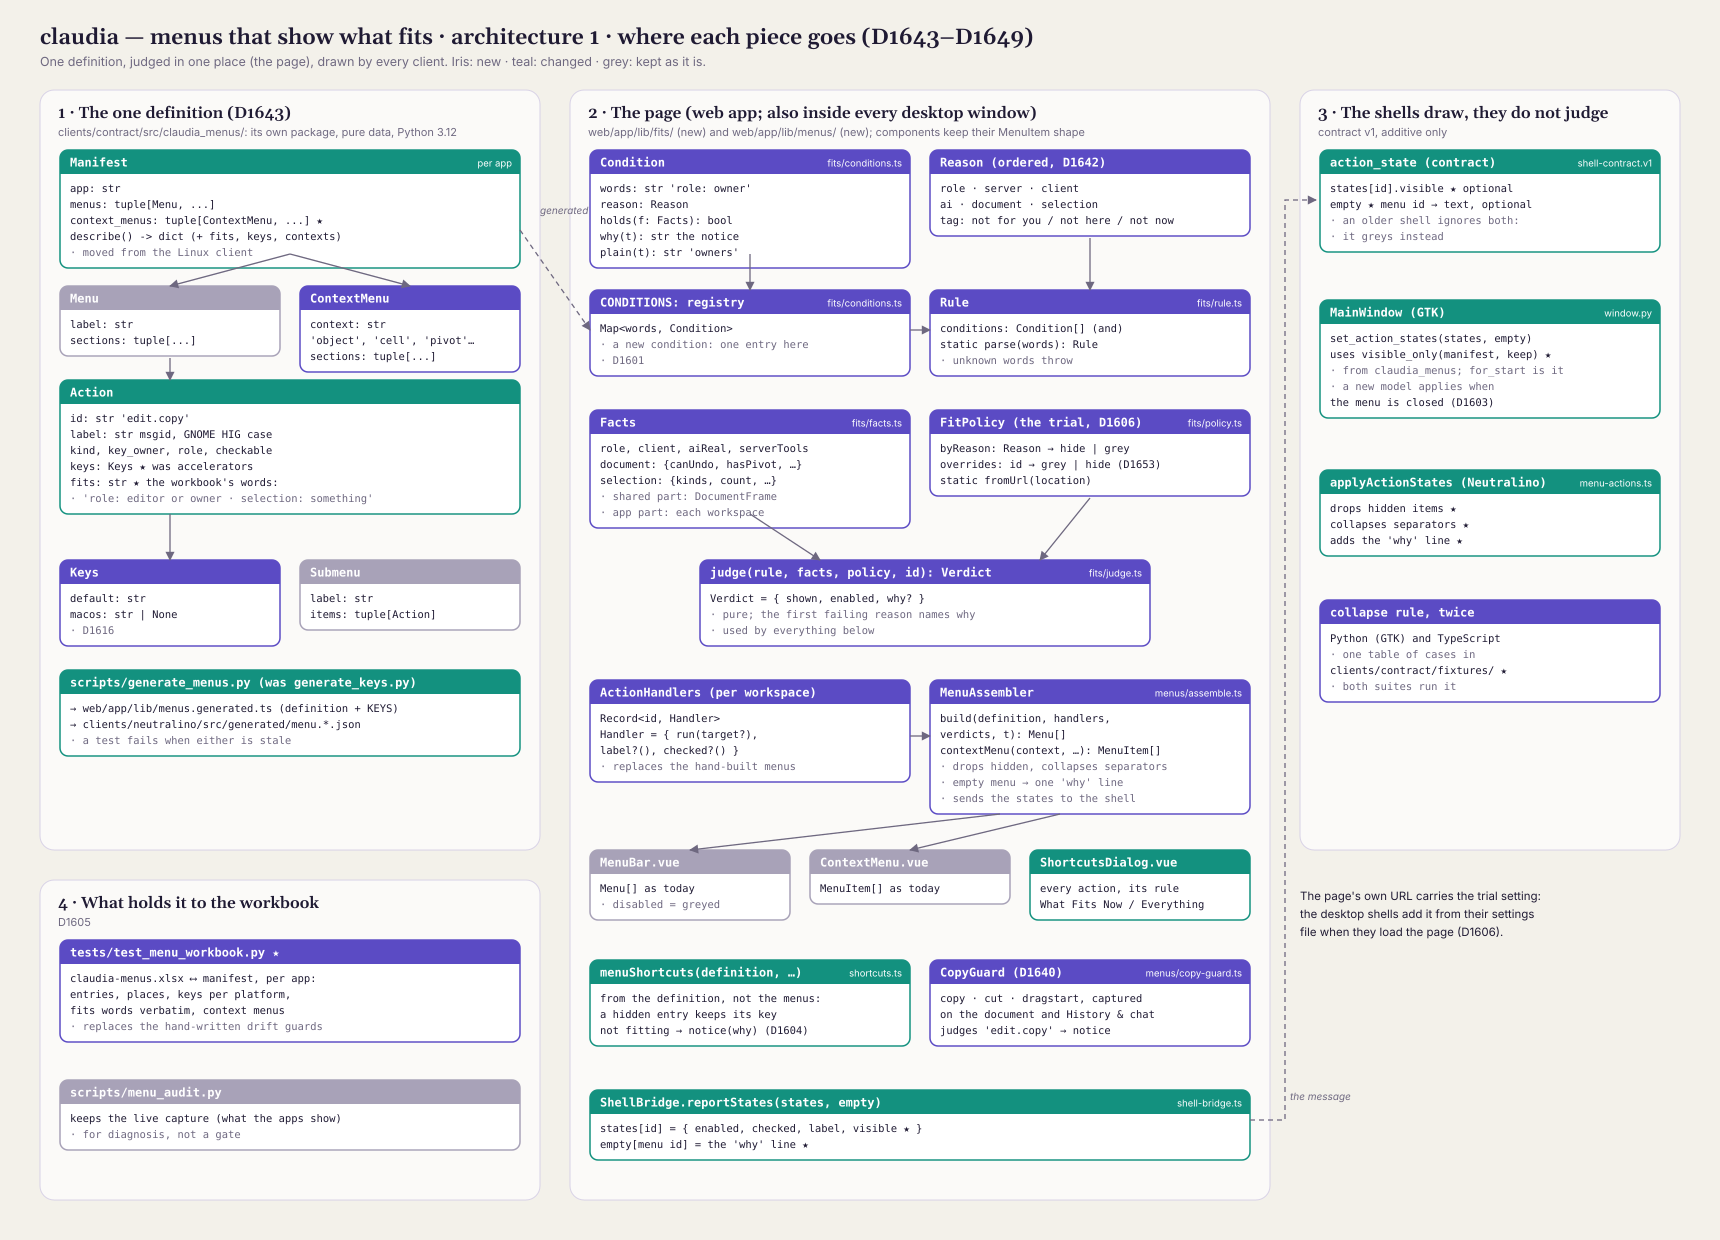 claudia — menus that show what fits · architecture 1 · where each piece goes (D1643–D1649)
One definition, judged in one place (the page), drawn by every client. Iris: new · teal: changed · grey: kept as it is.
1 · The one definition (D1643)
clients/contract/src/claudia_menus/: its own package, pure data, Python 3.12
Manifest
per app
app: str
menus: tuple[Menu, ...]
context_menus: tuple[ContextMenu, ...] ★
describe() -> dict (+ fits, keys, contexts)
· moved from the Linux client
Menu
label: str
sections: tuple[...]
ContextMenu
context: str
'object', 'cell', 'pivot'…
sections: tuple[...]
Action
id: str 'edit.copy'
label: str msgid, GNOME HIG case
kind, key_owner, role, checkable
keys: Keys ★ was accelerators
fits: str ★ the workbook's words:
· 'role: editor or owner · selection: something'
Keys
default: str
macos: str | None
· D1616
Submenu
label: str
items: tuple[Action]
scripts/generate_menus.py (was generate_keys.py)
→ web/app/lib/menus.generated.ts (definition + KEYS)
→ clients/neutralino/src/generated/menu.*.json
· a test fails when either is stale
generated
2 · The page (web app; also inside every desktop window)
web/app/lib/fits/ (new) and web/app/lib/menus/ (new); components keep their MenuItem shape
Condition
fits/conditions.ts
words: str 'role: owner'
reason: Reason
holds(f: Facts): bool
why(t): str the notice
plain(t): str 'owners'
Reason (ordered, D1642)
role · server · client
ai · document · selection
tag: not for you / not here / not now
CONDITIONS: registry
fits/conditions.ts
Map<words, Condition>
· a new condition: one entry here
· D1601
Rule
fits/rule.ts
conditions: Condition[] (and)
static parse(words): Rule
· unknown words throw
Facts
fits/facts.ts
role, client, aiReal, serverTools
document: {canUndo, hasPivot, …}
selection: {kinds, count, …}
· shared part: DocumentFrame
· app part: each workspace
FitPolicy (the trial, D1606)
fits/policy.ts
byReason: Reason → hide | grey
overrides: id → grey | hide (D1653)
static fromUrl(location)
judge(rule, facts, policy, id): Verdict
fits/judge.ts
Verdict = { shown, enabled, why? }
· pure; the first failing reason names why
· used by everything below
ActionHandlers (per workspace)
Record<id, Handler>
Handler = { run(target?),
label?(), checked?() }
· replaces the hand-built menus
MenuAssembler
menus/assemble.ts
build(definition, handlers,
verdicts, t): Menu[]
contextMenu(context, …): MenuItem[]
· drops hidden, collapses separators
· empty menu → one 'why' line
· sends the states to the shell
MenuBar.vue
Menu[] as today
· disabled = greyed
ContextMenu.vue
MenuItem[] as today
ShortcutsDialog.vue
every action, its rule
What Fits Now / Everything
menuShortcuts(definition, …)
shortcuts.ts
from the definition, not the menus:
a hidden entry keeps its key
not fitting → notice(why) (D1604)
CopyGuard (D1640)
menus/copy-guard.ts
copy · cut · dragstart, captured
on the document and History & chat
judges 'edit.copy' → notice
ShellBridge.reportStates(states, empty)
shell-bridge.ts
states[id] = { enabled, checked, label, visible ★ }
empty[menu id] = the 'why' line ★
3 · The shells draw, they do not judge
contract v1, additive only
action_state (contract)
shell-contract.v1
states[id].visible ★ optional
empty ★ menu id → text, optional
· an older shell ignores both:
· it greys instead
MainWindow (GTK)
window.py
set_action_states(states, empty)
uses visible_only(manifest, keep) ★
· from claudia_menus; for_start is it
· a new model applies when
the menu is closed (D1603)
applyActionStates (Neutralino)
menu-actions.ts
drops hidden items ★
collapses separators ★
adds the 'why' line ★
collapse rule, twice
Python (GTK) and TypeScript
· one table of cases in
clients/contract/fixtures/ ★
· both suites run it
The page's own URL carries the trial setting:
the desktop shells add it from their settings
file when they load the page (D1606).
the message
4 · What holds it to the workbook
D1605
tests/test_menu_workbook.py ★
claudia-menus.xlsx ↔ manifest, per app:
entries, places, keys per platform,
fits words verbatim, context menus
· replaces the hand-written drift guards
scripts/menu_audit.py
keeps the live capture (what the apps show)
· for diagnosis, not a gate